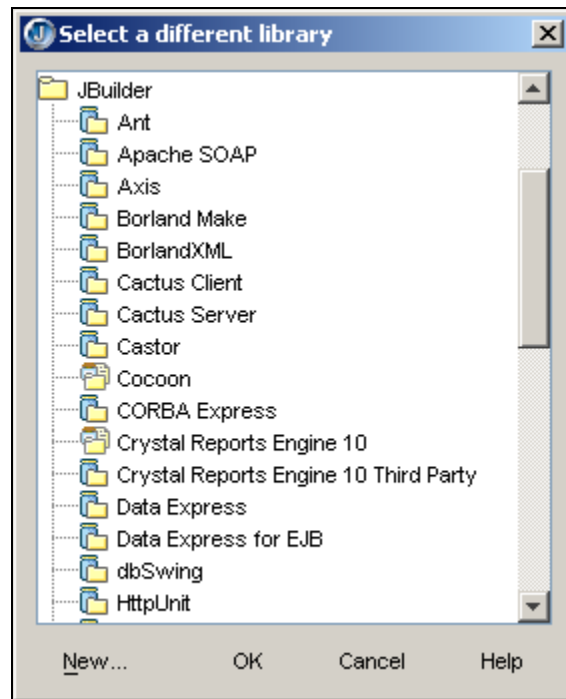 Select a different library
JBuilder
Ant
Apache SOAP
Axis
Borland Make
BorlandXML
Cactus Client
Cactus Server
Castor
Cocoon
CORBA Express
Crystal Reports Engine 10
Crystal Reports Engine 10 Third Party
Data Express
Data Express for EJB
dbSwing
HttpUnit
New... OK Cancel Help